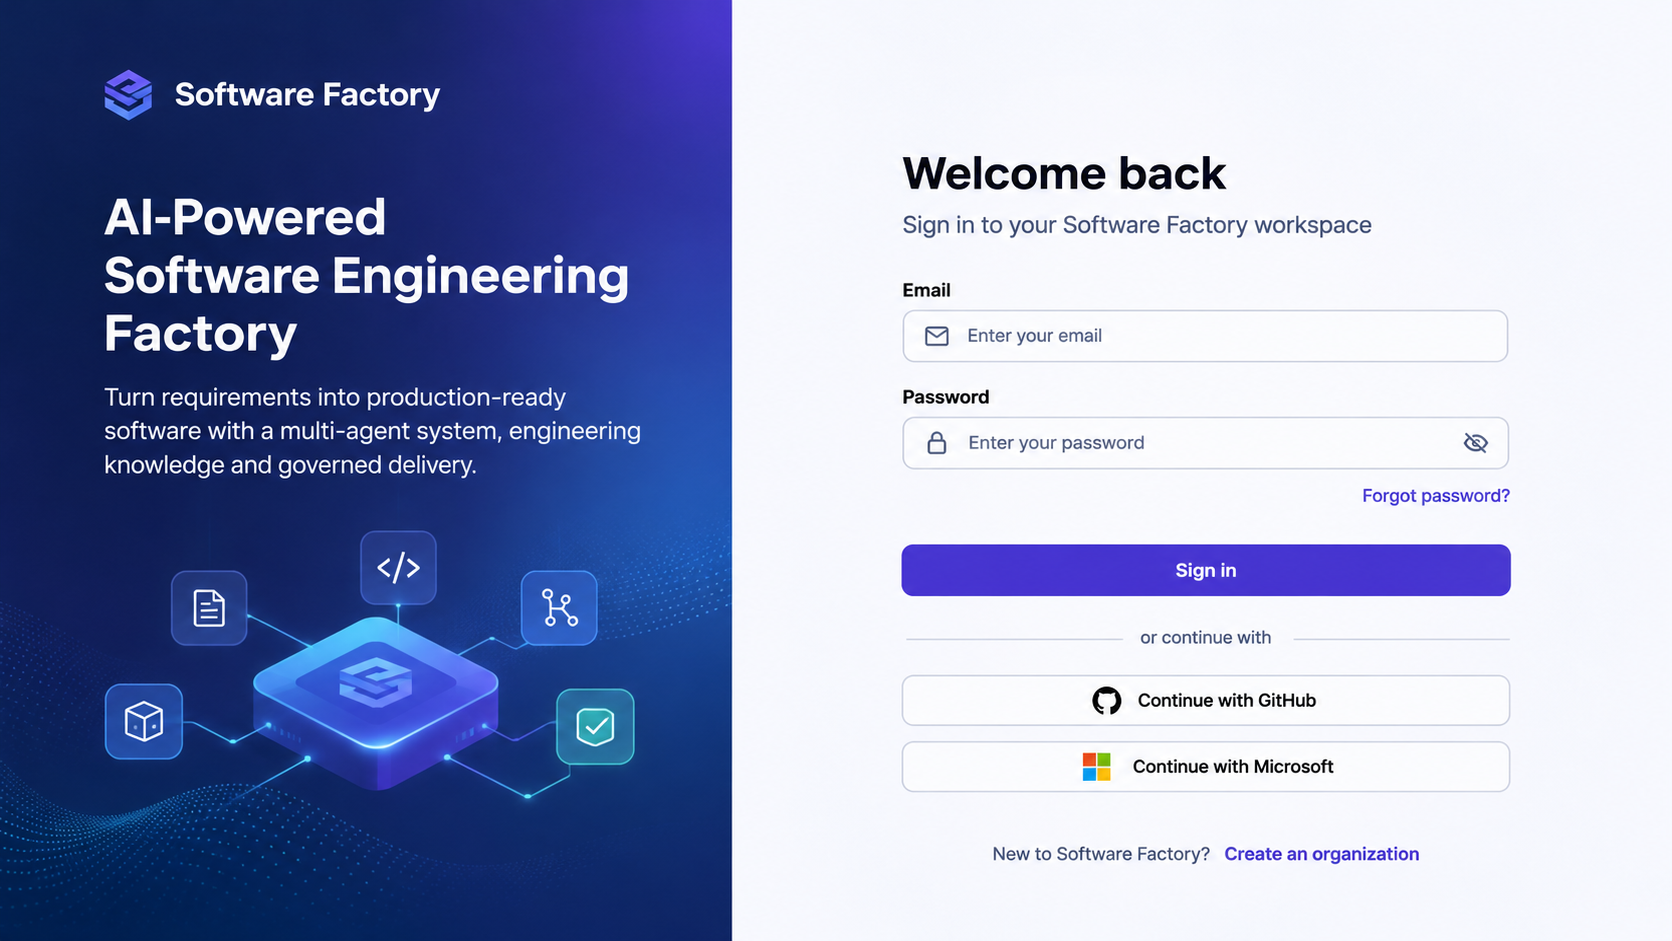 Software Factory
AI-Powered
Software Engineering
Factory
Turn requirements into production-ready
software with a multi-agent system, engineering
knowledge and governed delivery.
</>
Welcome back
Sign in to your Software Factory workspace
Email
Enter your email
Password
Enter your password
Forgot password?
Sign in
or continue with
Continue with GitHub
Continue with Microsoft
New to Software Factory? Create an organization